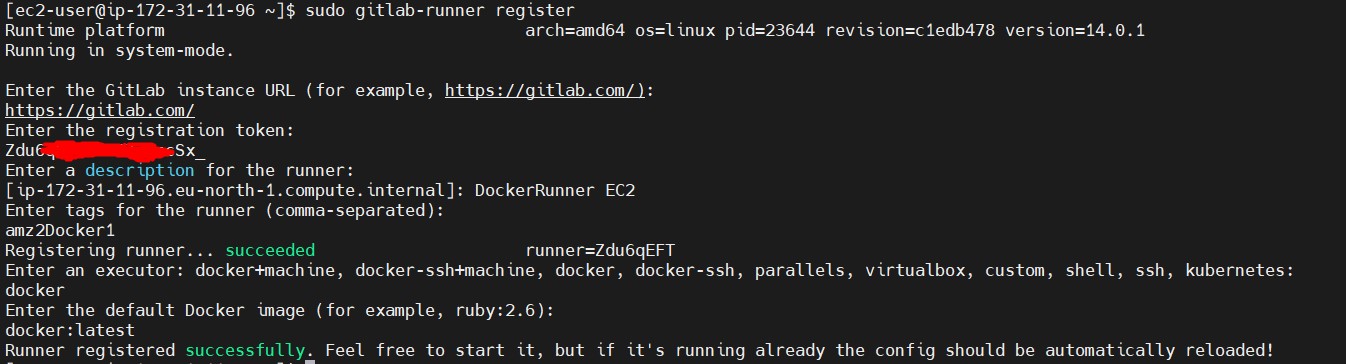 [ec2-user@ip-172-31-11-96 ~]$ sudo gitlab-runner register
Runtime platform arch=amd64 os=linux pid=23644 revision=c1edb478 version=14.0.1
Running in system-mode.
Enter the GitLab instance URL (for example, https://gitlab.com/):
https://gitlab.com/
Enter the registration token:
Zdu6q sSx_
Enter a description for the runner:
[ip-172-31-11-96.eu-north-1.compute.internal]: DockerRunner EC2
Enter tags for the runner (comma-separated):
amz2Docker1
Registering runner... succeeded runner=Zdu6qEFT
Enter an executor: docker+machine, docker-ssh+machine, docker, docker-ssh, parallels, virtualbox, custom, shell, ssh, kubernetes:
docker
Enter the default Docker image (for example, ruby:2.6):
docker:latest
Runner registered successfully. Feel free to start it, but if it's running already the config should be automatically reloaded!